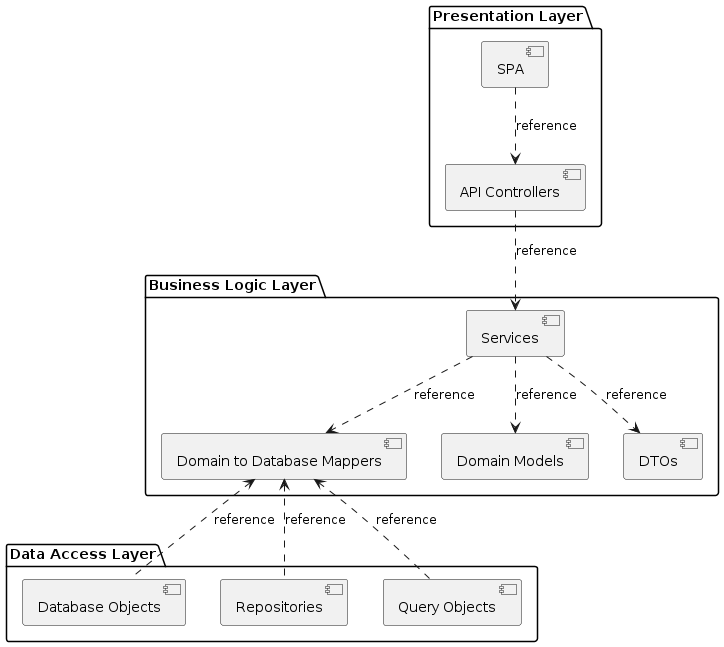 Presentation Layer
SPA
reference
API Controllers
reference
Business Logic Layer
Services
reference
reference
reference
Domain to Database Mappers
Domain Models
DTOs
reference
reference
reference
Data Access Layer
Database Objects
Repositories
Query Objects